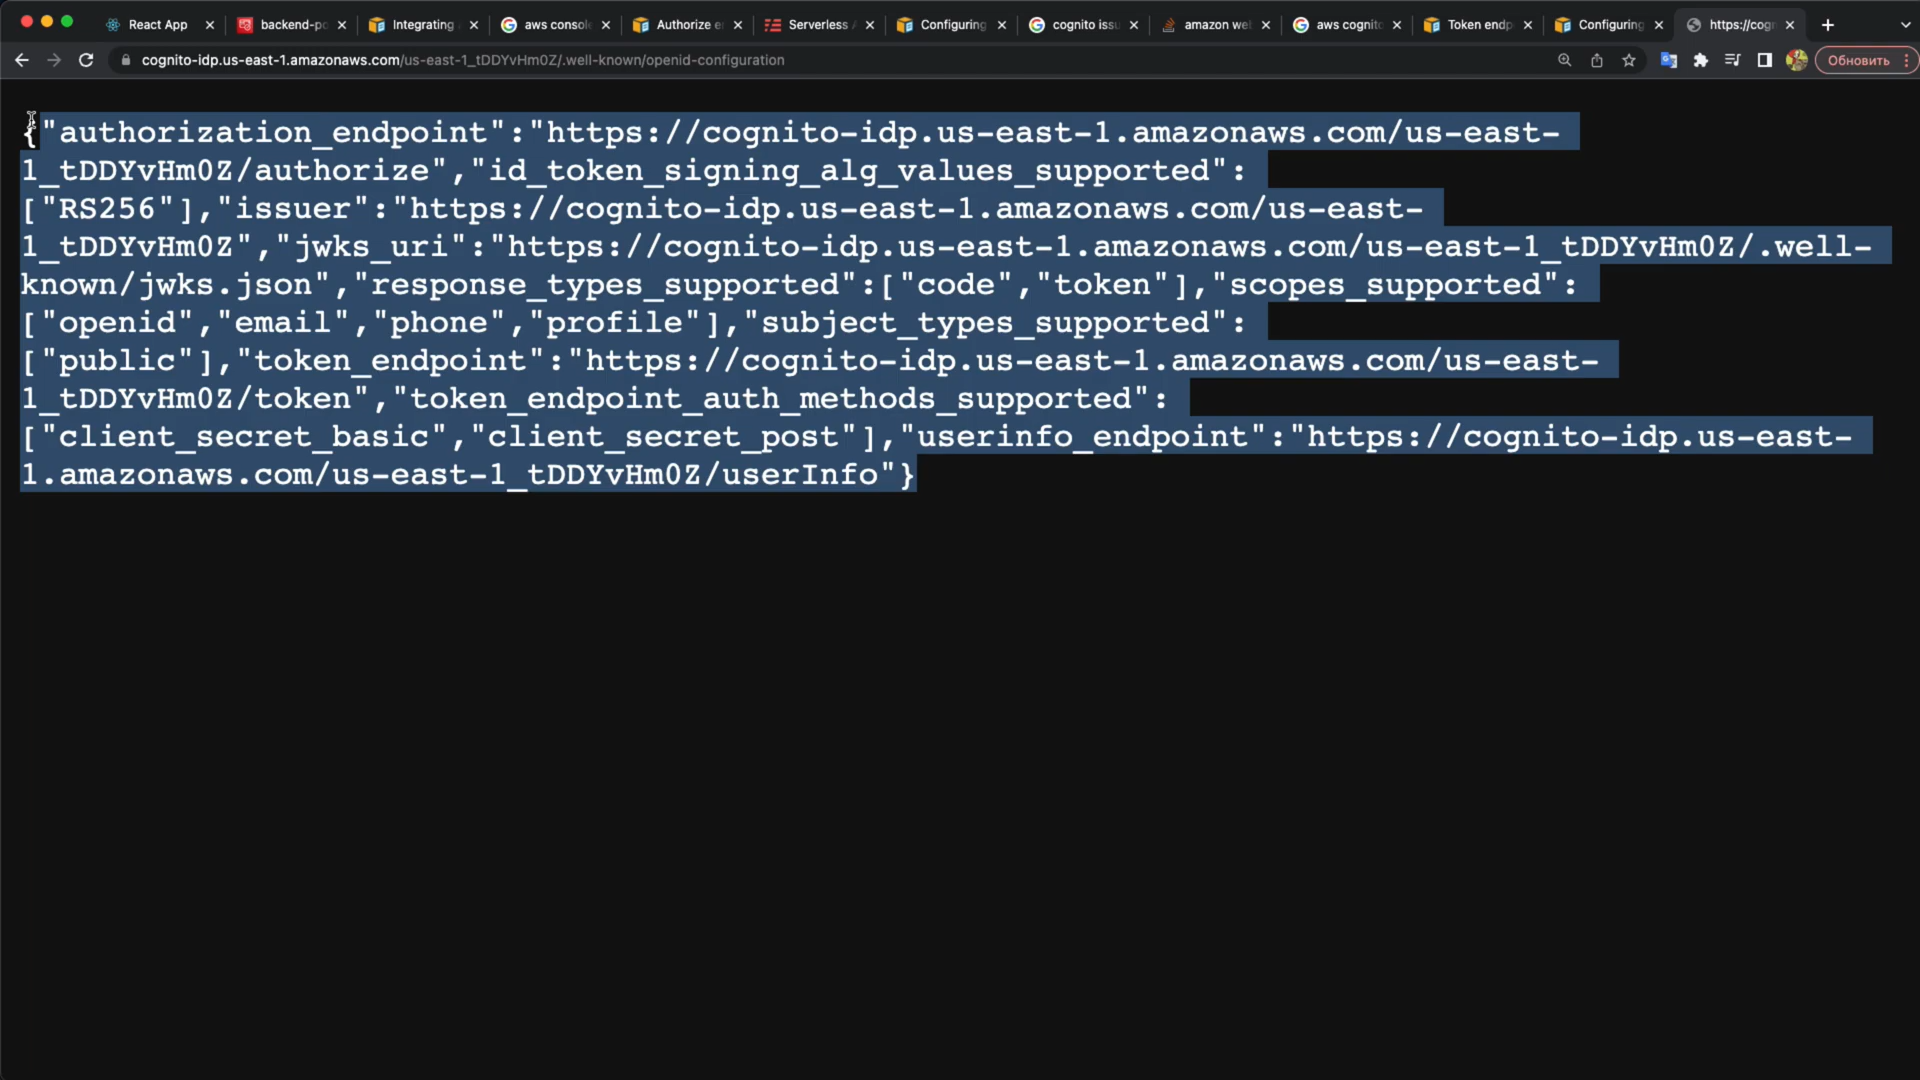 React App
backend-po
Integrating
aws consol
Authorize e
Serverless
Configuring
cognito iss
amazon we
aws cognit
Token endp
Configuring
https://cog
cognito-idp.us-east-1.amazonaws.com/us-east-1_tDDYvHm0Z/.well-known/openid-configuration
Обновить
{"authorization_endpoint":"https://cognito-idp.us-east-1.amazonaws.com/us-east-
1_tDDYvHm0Z/authorize","id_token_signing_alg_values_supported":
["RS256"],"issuer":"https://cognito-idp.us-east-1.amazonaws.com/us-east-
1_tDDYvHm0Z","jwks_uri":"https://cognito-idp.us-east-1.amazonaws.com/us-east-1_tDDYvHm0Z/.well-
known/jwks.json","response_types_supported":["code","token"],"scopes_supported":
["openid","email","phone","profile"],"subject_types_supported":
["public"],"token_endpoint":"https://cognito-idp.us-east-1.amazonaws.com/us-east-
1_tDDYvHm0Z/token","token_endpoint_auth_methods_supported":
["client_secret_basic","client_secret_post"],"userinfo_endpoint":"https://cognito-idp.us-east-
1.amazonaws.com/us-east-1_tDDYvHm0Z/userInfo"}